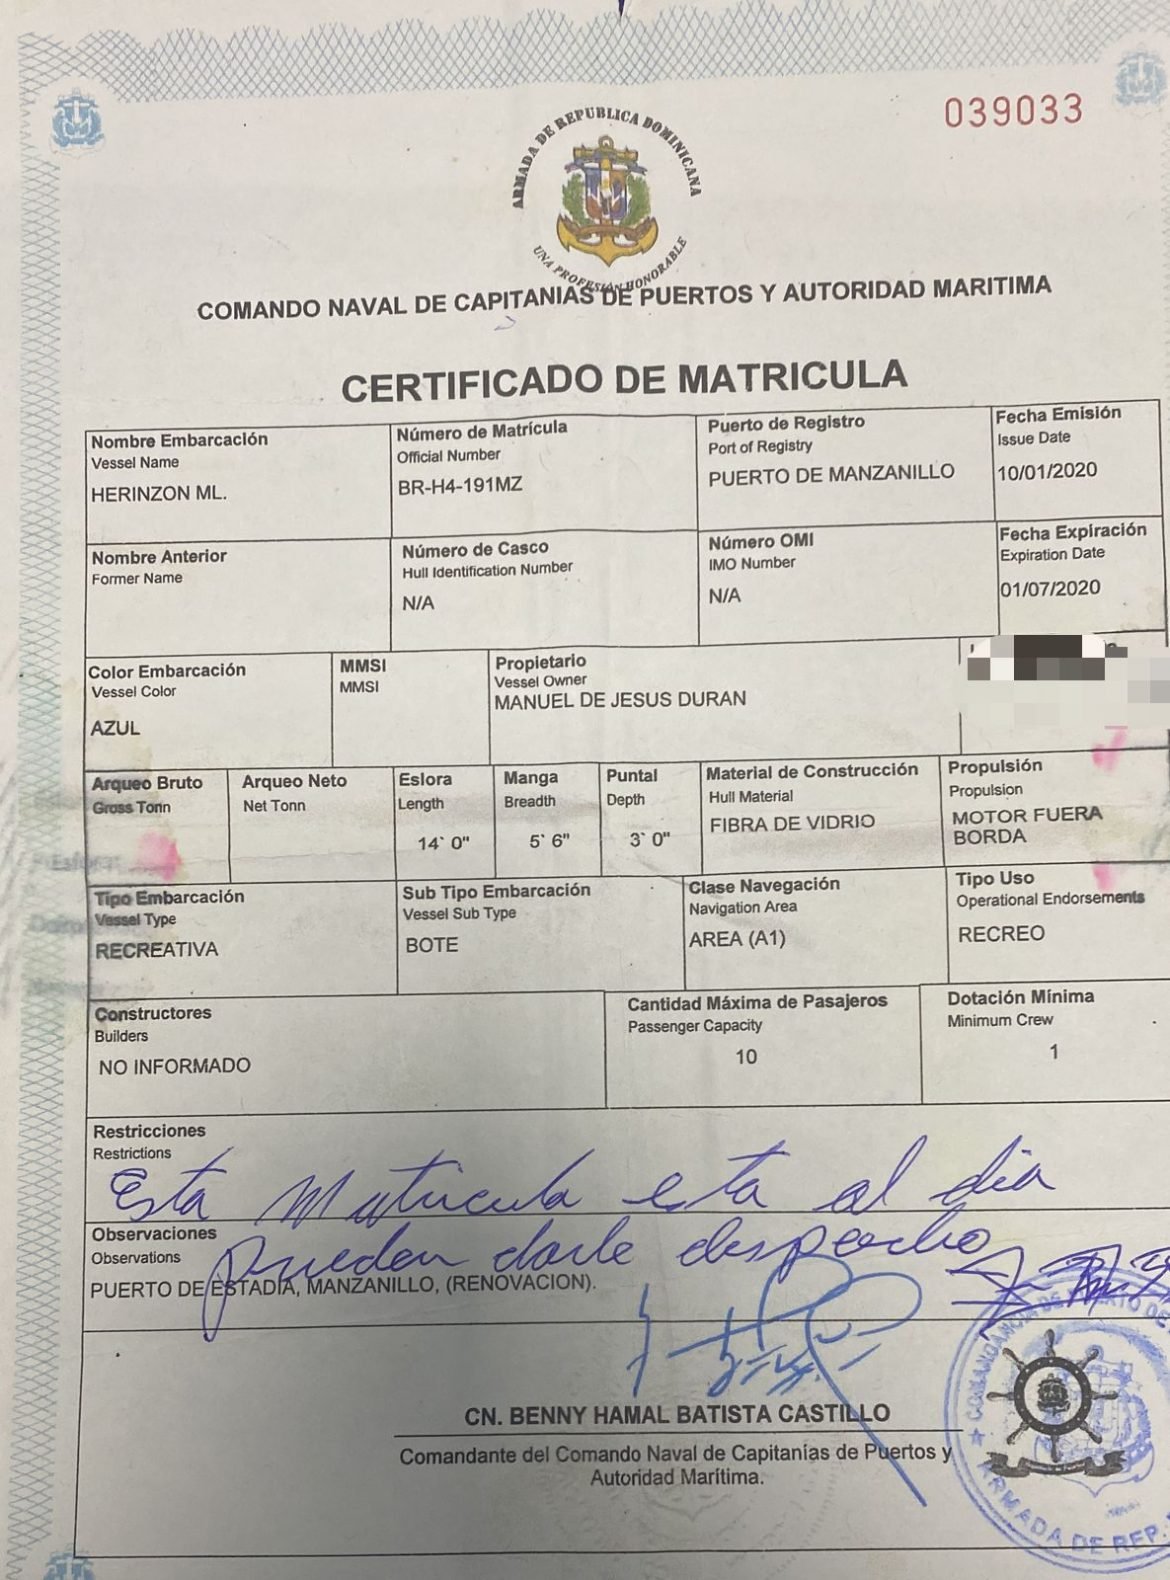 039033
ARMADA DE REPUBLICA DOMINICANA
UNA PROFESIÓN HONORABLE
COMANDO NAVAL DE CAPITANIAS DE PUERTOS Y AUTORIDAD MARITIMA
CERTIFICADO DE MATRICULA
Nombre Embarcación
Vessel Name
HERINZON ML.
Número de Matrícula
Official Number
BR-H4-191MZ
Puerto de Registro
Port of Registry
PUERTO DE MANZANILLO
Fecha Emisión
Issue Date
10/01/2020
Nombre Anterior
Former Name
Número de Casco
Hull Identification Number
N/A
Número OMI
IMO Number
N/A
Fecha Expiración
Expiration Date
01/07/2020
Color Embarcación
Vessel Color
AZUL
MMSI
MMSI
Propietario
Vessel Owner
MANUEL DE JESUS DURAN
Arqueo Bruto
Gross Tonn
Arqueo Neto
Net Tonn
Eslora
Length
14` 0"
Manga
Breadth
5` 6"
Puntal
Depth
3` 0"
Material de Construcción
Hull Material
FIBRA DE VIDRIO
Propulsión
Propulsion
MOTOR FUERA
BORDA
Tipo Embarcación
Vessel Type
RECREATIVA
Sub Tipo Embarcación
Vessel Sub Type
BOTE
Clase Navegación
Navigation Area
AREA (A1)
Tipo Uso
Operational Endorsements
RECREO
Constructores
Builders
NO INFORMADO
Cantidad Máxima de Pasajeros
Passenger Capacity
10
Dotación Mínima
Minimum Crew
1
Restricciones
Restrictions
Esta Matricula esta al dia
Observaciones
Observations
pueden darle despacho
PUERTO DE ESTADIA, MANZANILLO, (RENOVACION).
CN. BENNY HAMAL BATISTA CASTILLO
Comandante del Comando Naval de Capitanías de Puertos y
Autoridad Marítima.
COMANDANCIA DE PUERTO DE
ARMADA DE REP.